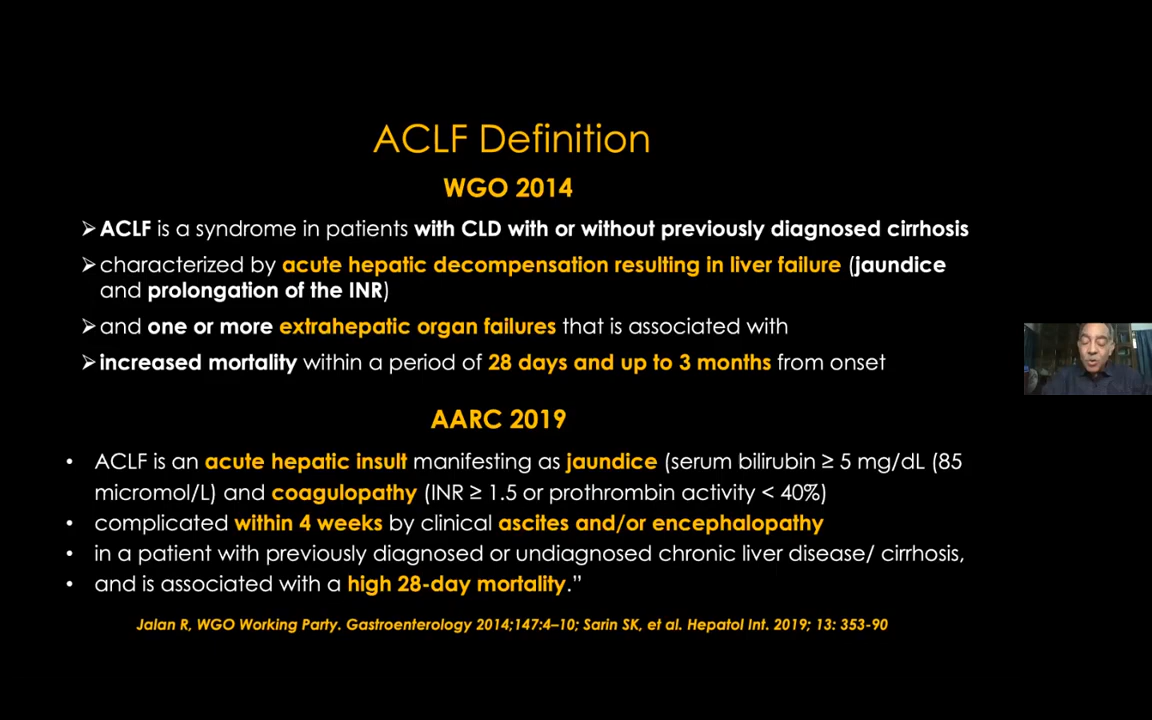 ACLF Definition
WGO 2014
➢ACLF is a syndrome in patients with CLD with or without previously diagnosed cirrhosis
➢characterized by acute hepatic decompensation resulting in liver failure (jaundice
and prolongation of the INR)
➢and one or more extrahepatic organ failures that is associated with
➢increased mortality within a period of 28 days and up to 3 months from onset
AARC 2019
• ACLF is an acute hepatic insult manifesting as jaundice (serum bilirubin ≥ 5 mg/dL (85
micromol/L) and coagulopathy (INR ≥ 1.5 or prothrombin activity < 40%)
• complicated within 4 weeks by clinical ascites and/or encephalopathy
• in a patient with previously diagnosed or undiagnosed chronic liver disease/ cirrhosis,
• and is associated with a high 28-day mortality.”
Jalan R, WGO Working Party. Gastroenterology 2014;147:4–10; Sarin SK, et al. Hepatol Int. 2019; 13: 353-90